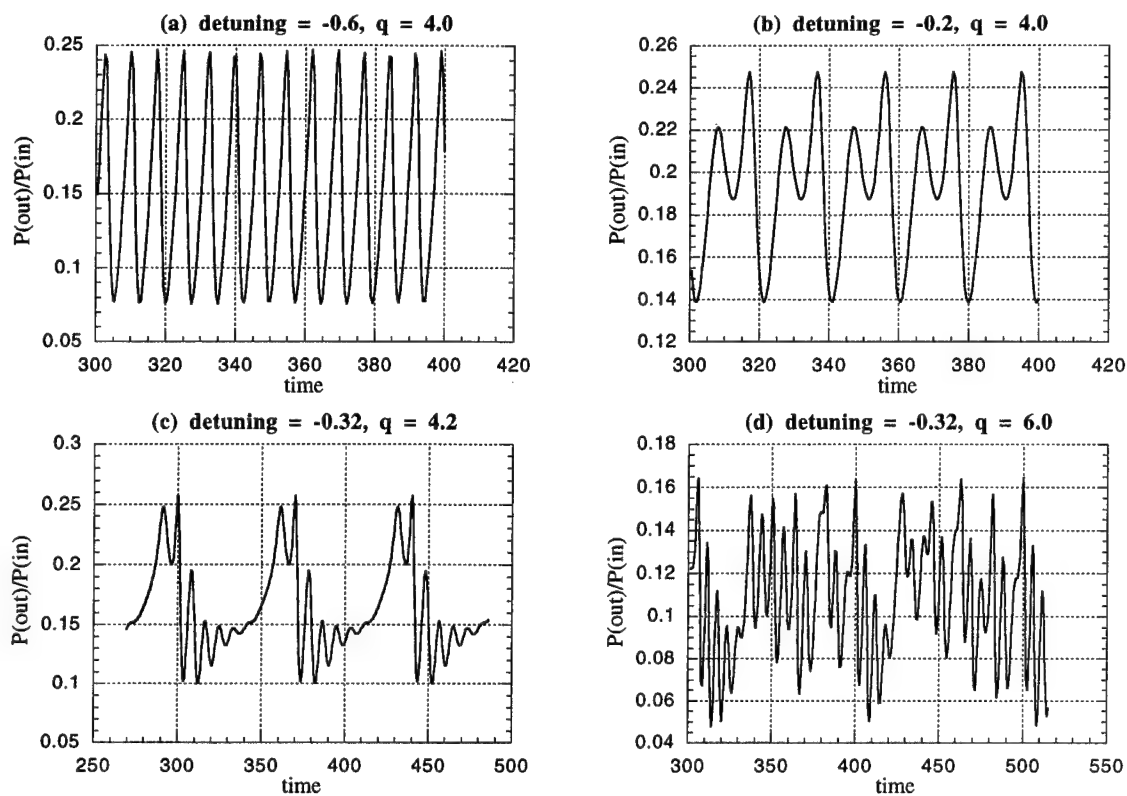 (a) detuning = -0.6, q = 4.0
0.25
0.2
0.15
0.1
0.05
P(out)/P(in)
300 320 340 360 380 400 420
time
(b) detuning = -0.2, q = 4.0
0.26
0.24
0.22
0.2
0.18
0.16
0.14
0.12
P(out)/P(in)
300 320 340 360 380 400 420
time
(c) detuning = -0.32, q = 4.2
0.3
0.25
0.2
0.15
0.1
0.05
P(out)/P(in)
250 300 350 400 450 500
time
(d) detuning = -0.32, q = 6.0
0.18
0.16
0.14
0.12
0.1
0.08
0.06
0.04
P(out)/P(in)
300 350 400 450 500 550
time